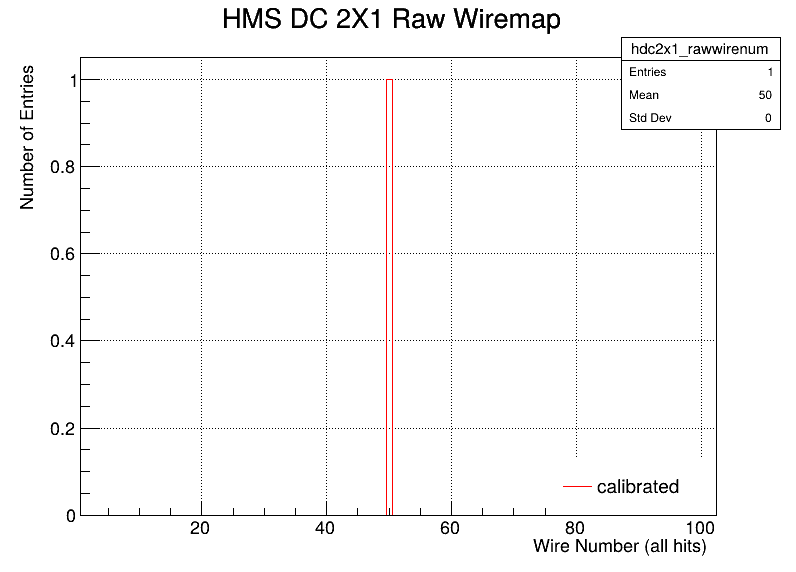 HMS DC 2X1 Raw Wiremap
hdc2x1_rawwirenum
Entries 1
Mean 50
Std Dev 0
Number of Entries
1
0.8
0.6
0.4
0.2
0
calibrated
20 40 60 80 100
Wire Number (all hits)